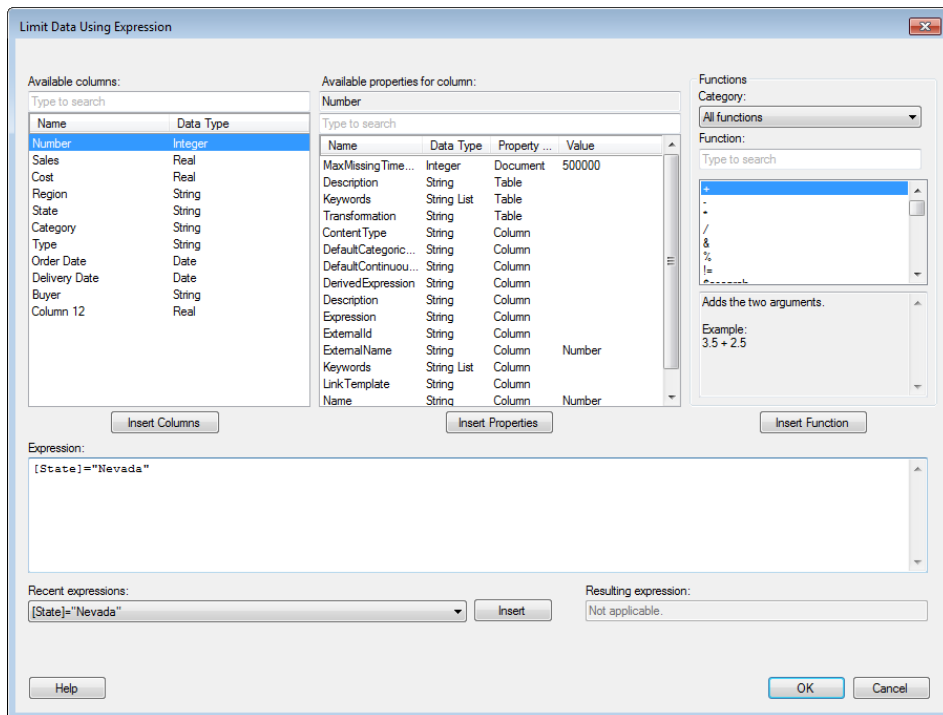 Limit Data Using Expression
Available columns:
Type to search
Name Data Type
Number Integer
Sales Real
Cost Real
Region String
State String
Category String
Type String
Order Date Date
Delivery Date Date
Buyer String
Column 12 Real
Insert Columns
Available properties for column:
Number
Type to search
Name Data Type Property ... Value
MaxMissingTime... Integer Document 500000
Description String Table
Keywords String List Table
Transformation String Table
ContentType String Column
DefaultCategoric... String Column
DefaultContinuou... String Column
DerivedExpression String Column
Description String Column
Expression String Column
ExternalId String Column
ExternalName String Column Number
Keywords String List Column
LinkTemplate String Column
Name String Column Number
Insert Properties
Functions
Category:
All functions
Function:
Type to search
+
-
*
/
&
%
!=
Adds the two arguments.
Example:
3.5 + 2.5
Insert Function
Expression:
[State]="Nevada"
Recent expressions:
[State]="Nevada"
Insert
Resulting expression:
Not applicable.
Help
OK
Cancel